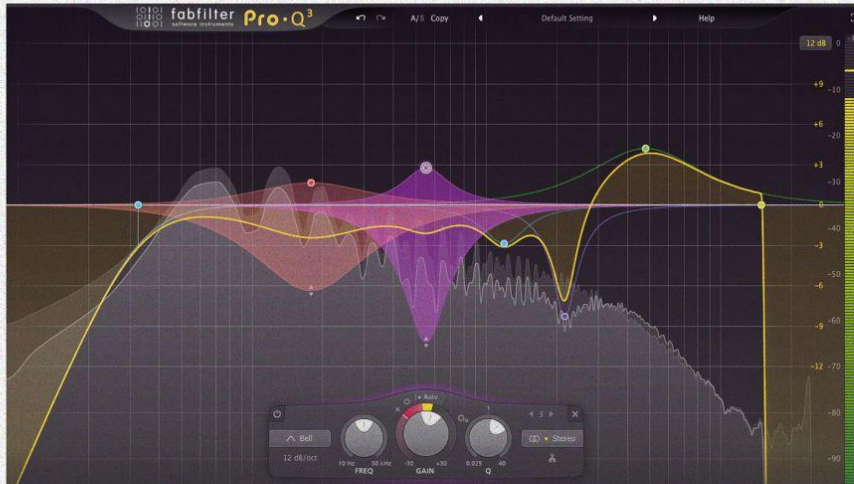 fabfilter Pro·Q³
software instruments
A/B Copy
Default Setting
Help
12 dB
0
+9
-10
+6
-20
+3
-30
0
-40
-3
-50
-6
-60
-9
-70
-12
-80
-90
Auto
3
Bell
12 dB/oct
10 Hz 30 kHz
FREQ
-30 +30
GAIN
0.025 40
Q
Stereo